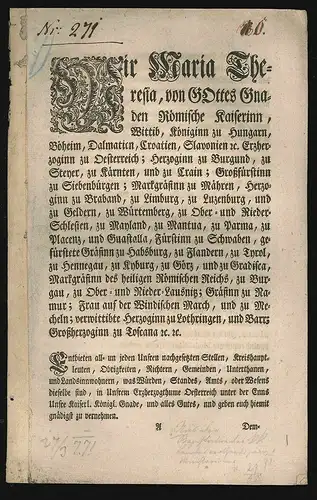 Nr: 271
16.
Wir Maria The-
resia, von GOttes Gna-
den Römische Kaiserinn,
Wittib, Königinn zu Hungarn,
Böheim, Dalmatien, Croatien, Slavonien ꝛc. Erzher-
zoginn zu Oesterreich; Herzoginn zu Burgund, zu
Steyer, zu Kärnten, und zu Crain; Großfürstinn
zu Siebenbürgen; Markgräfinn zu Mähren, Herzo-
ginn zu Braband, zu Limburg, zu Luzenburg, und
zu Geldern, zu Würtemberg, zu Ober- und Nieder-
Schlesien, zu Mayland, zu Mantua, zu Parma, zu
Placenz, und Guastalla, Fürstinn zu Schwaben, ge-
fürstete Gräfinn zu Habsburg, zu Flandern, zu Tyrol,
zu Hennegau, zu Kyburg, zu Görz, und zu Gradisca,
Markgräfinn des heiligen Römischen Reichs, zu Bur-
gau, zu Ober- und Nieder-Lausniz; Gräfinn zu Na-
mur; Frau auf der Windischen March, und zu Me-
cheln; verwittibte Herzoginn zu Lothringen, und Barr;
Großherzoginn zu Toscana ꝛc. ꝛc.
Entbieten all- und jeden Unsern nachgesetzten Stellen, Kreishaupt-
leuten, Obrigkeiten, Richtern, Gemeinden, Unterthanen,
und Landsinnwohnern, was Würden, Standes, Amts, oder Wesens
dieselbe sind, in Unserm Erzherzogthume Oesterreich unter der Enns
Unsre Kaiserl. Königl. Gnade, und alles Gutes, und geben euch hiemit
gnädigst zu vernehmen.
A Dem-